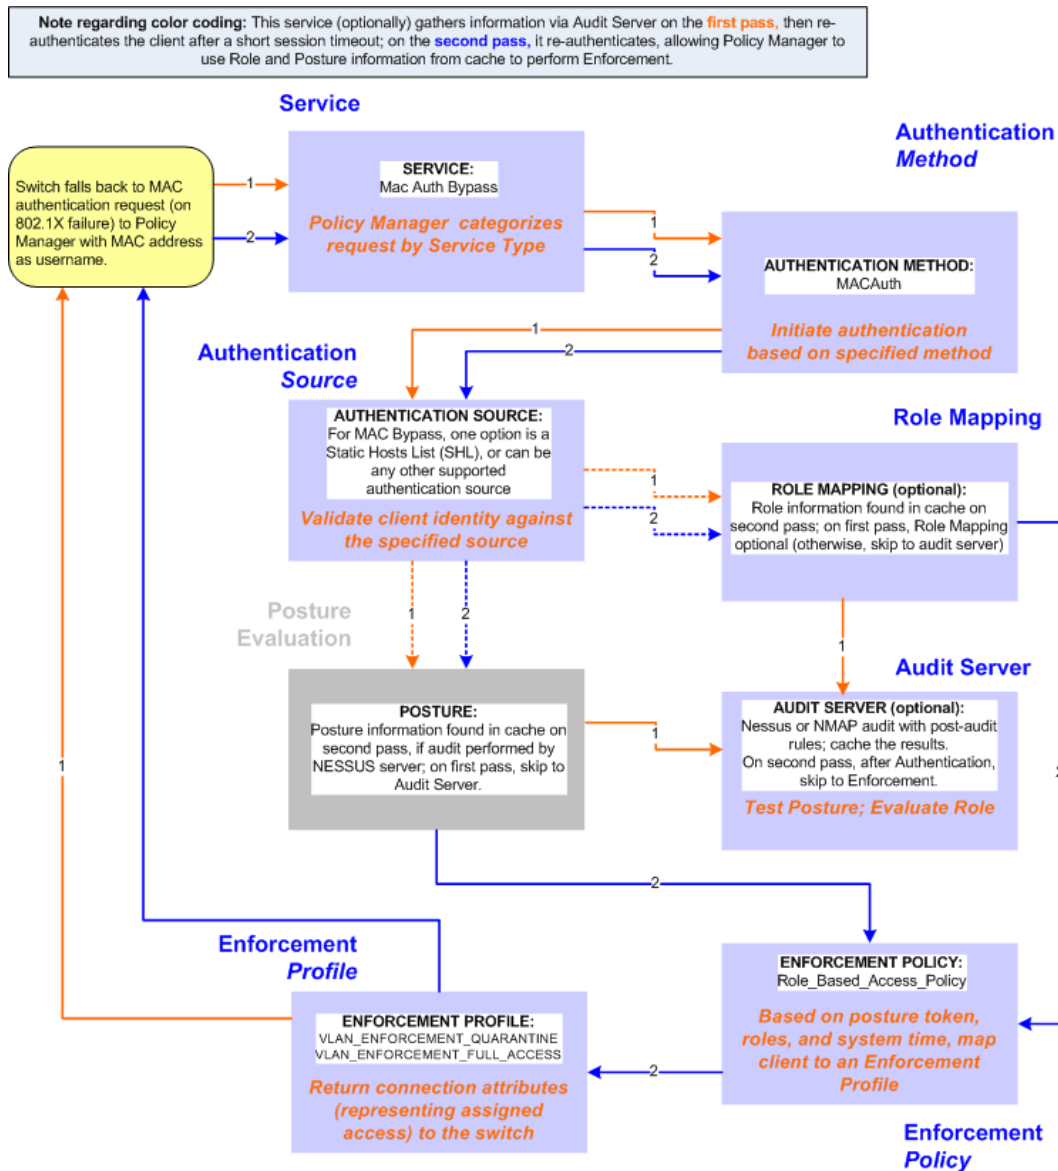 Note regarding color coding: This service (optionally) gathers information via Audit Server on the first pass, then re-
authenticates the client after a short session timeout; on the second pass, it re-authenticates, allowing Policy Manager to
use Role and Posture information from cache to perform Enforcement.
Service
Authentication
Method
Switch falls back to MAC
authentication request (on
802.1X failure) to Policy
Manager with MAC address
as username.
1
2
SERVICE:
Mac Auth Bypass
Policy Manager categorizes
request by Service Type
1
2
AUTHENTICATION METHOD:
MACAuth
Initiate authentication
based on specified method
1
2
Authentication
Source
AUTHENTICATION SOURCE:
For MAC Bypass, one option is a
Static Hosts List (SHL), or can be
any other supported
authentication source
Validate client identity against
the specified source
1
2
Role Mapping
ROLE MAPPING (optional):
Role information found in cache on
second pass; on first pass, Role Mapping
optional (otherwise, skip to audit server)
Posture
Evaluation
1
2
1
Audit Server
POSTURE:
Posture information found in cache on
second pass, if audit performed by
NESSUS server; on first pass, skip to
Audit Server.
1
AUDIT SERVER (optional):
Nessus or NMAP audit with post-audit
rules; cache the results.
On second pass, after Authentication,
skip to Enforcement.
Test Posture; Evaluate Role
1
2
2
Enforcement
Profile
ENFORCEMENT POLICY:
Role_Based_Access_Policy
Based on posture token,
roles, and system time, map
client to an Enforcement
Profile
ENFORCEMENT PROFILE:
VLAN_ENFORCEMENT_QUARANTINE
VLAN_ENFORCEMENT_FULL_ACCESS
Return connection attributes
(representing assigned
access) to the switch
2
Enforcement
Policy